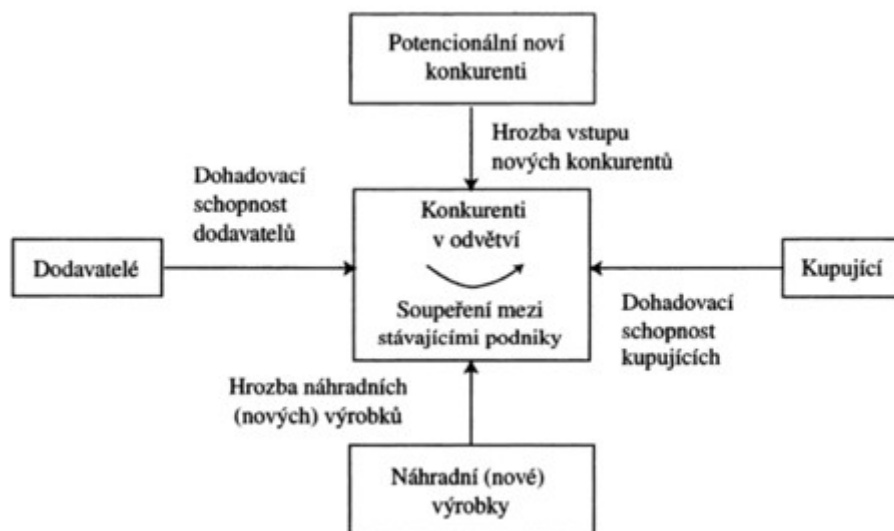 Potencionální noví
konkurenti
Hrozba vstupu
nových konkurentů
Dohadovací
schopnost
dodavatelů
Dodavatelé
Konkurenti
v odvětví
Soupeření mezi
stávajícími podniky
Kupující
Dohadovací
schopnost
kupujících
Hrozba náhradních
(nových) výrobků
Náhradní (nové)
výrobky